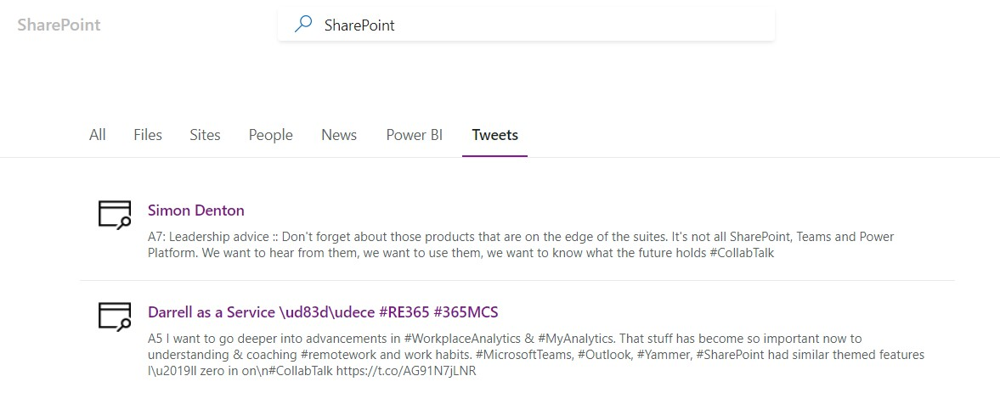 SharePoint
SharePoint
All Files Sites People News Power BI Tweets
Simon Denton
A7: Leadership advice :: Don't forget about those products that are on the edge of the suites. It's not all SharePoint, Teams and Power
Platform. We want to hear from them, we want to use them, we want to know what the future holds #CollabTalk
Darrell as a Service \ud83d\udece #RE365 #365MCS
A5 I want to go deeper into advancements in #WorkplaceAnalytics & #MyAnalytics. That stuff has become so important now to
understanding & coaching #remotework and work habits. #MicrosoftTeams, #Outlook, #Yammer, #SharePoint had similar themed features
I\u2019ll zero in on\n#CollabTalk https://t.co/AG91N7jLNR